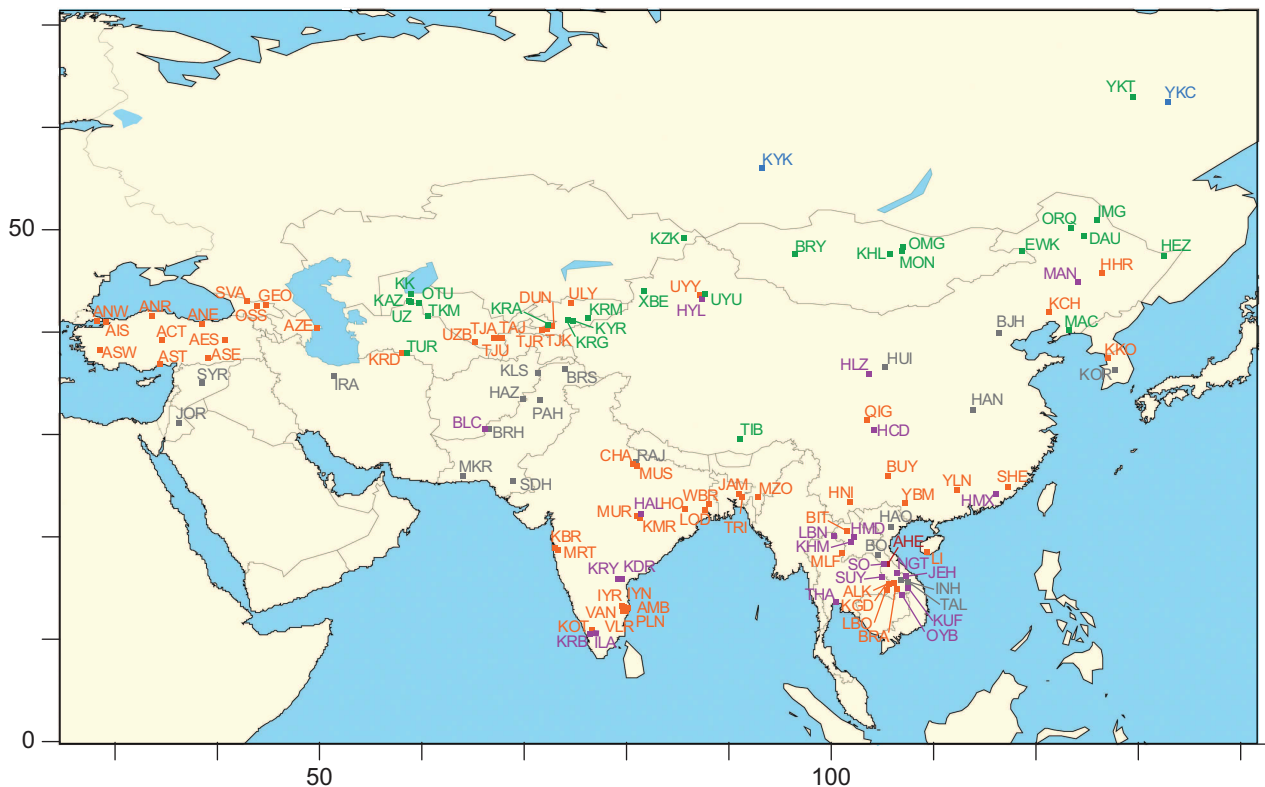 YKT
YKC
KYK
50
ORQ
IMG
KZK
BRY
KHL
OMG
MON
EWK
DAU
HEZ
HHR
MAN
KK
OTU
KAZ
UZ
TKM
DUN
ULY
KRA
KRM
XBE
UYY
UYU
HYL
SVA
GEO
OSS
ANW
ANR
ANE
AIS
ACT
AES
AZE
KYR
KRG
UZB
TJA
TAJ
TJU
TJR
TJK
KCH
MAC
BJH
ASW
AST
ASE
KRD
TUR
KKO
KOR
SYR
IRA
KLS
BRS
HLZ
HUI
HAZ
PAH
HAN
JOR
BLC
BRH
TIB
QIG
HCD
CHA
RAJ
MUS
MKR
SDH
BUY
YLN
SHE
HMX
JAM
MZO
HNI
YBM
HAL
HO
WBR
MUR
KMR
LOD
TRI
BIT
HAO
LBN
HMD
KHM
BO
AHE
MLF
LI
KBR
MRT
KRY
KDR
SO
NGT
SUY
JEH
ALK
INH
THA
KGD
TAL
LBO
KUF
BRA
OYB
IYR
IYN
VAN
AMB
KOT
VLR
PLN
KRB
ILA
0
50
100